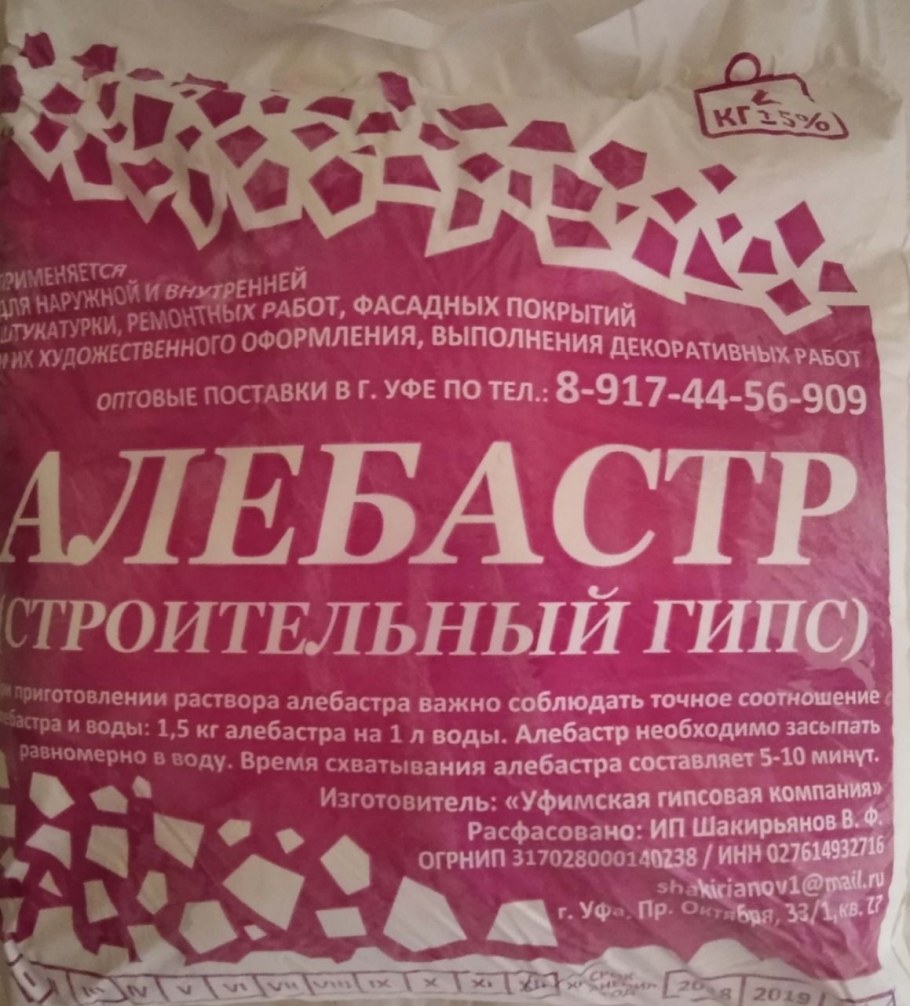 КГ ±5%
ПРИМЕНЯЕТСЯ
ДЛЯ НАРУЖНОЙ И ВНУТРЕННЕЙ
ШТУКАТУРКИ, РЕМОНТНЫХ РАБОТ, ФАСАДНЫХ ПОКРЫТИЙ
И ИХ ХУДОЖЕСТВЕННОГО ОФОРМЛЕНИЯ, ВЫПОЛНЕНИЯ ДЕКОРАТИВНЫХ РАБОТ
ОПТОВЫЕ ПОСТАВКИ В Г. УФЕ ПО ТЕЛ.: 8-917-44-56-909
АЛЕБАСТР
(СТРОИТЕЛЬНЫЙ ГИПС)
При приготовлении раствора алебастра важно соблюдать точное соотношение
алебастра и воды: 1,5 кг алебастра на 1 л воды. Алебастр необходимо засыпать
равномерно в воду. Время схватывания алебастра составляет 5-10 минут.
Изготовитель: «Уфимская гипсовая компания»
Расфасовано: ИП Шакирьянов В. Ф.
ОГРНИП 317028000140238 / ИНН 027614932716
shakirianov1@mail.ru
г. Уфа, Пр. Октября, 33/1, кв.
III IV V VI VII VIII IX X XI XII 2019